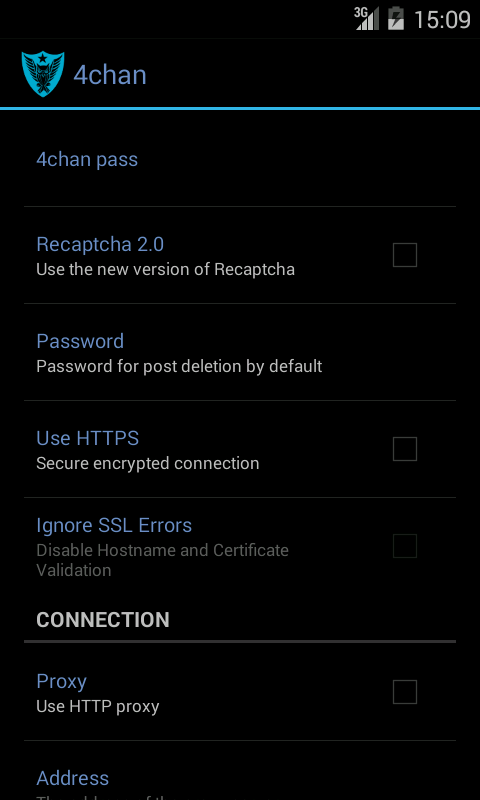 3G
15:09
4chan
4chan pass
Recaptcha 2.0
Use the new version of Recaptcha
Password
Password for post deletion by default
Use HTTPS
Secure encrypted connection
Ignore SSL Errors
Disable Hostname and Certificate
Validation
CONNECTION
Proxy
Use HTTP proxy
Address